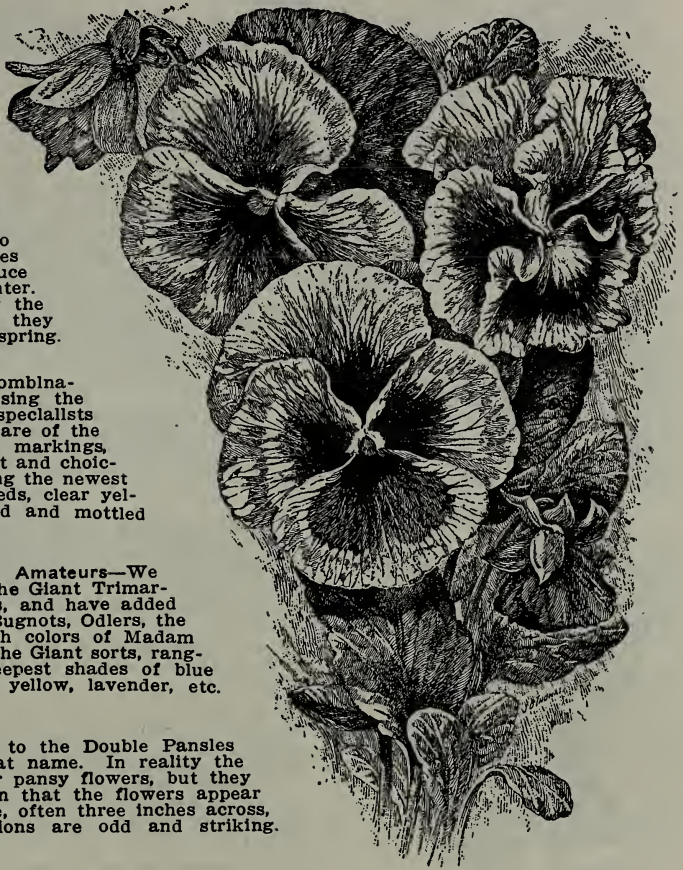 o
es
uce
ter.
the
they
spring.
ombina-
sing the
specialists
are of the
markings,
t and choic-
ng the newest
eds, clear yel-
d and mottled
Amateurs—We
he Giant Trimar-
s, and have added
Bugnots, Odlers, the
h colors of Madam
he Giant sorts, rang-
eepest shades of blue
yellow, lavender, etc.
to the Double Pansies
at name. In reality the
r pansy flowers, but they
n that the flowers appear
e, often three inches across,
ions are odd and striking.